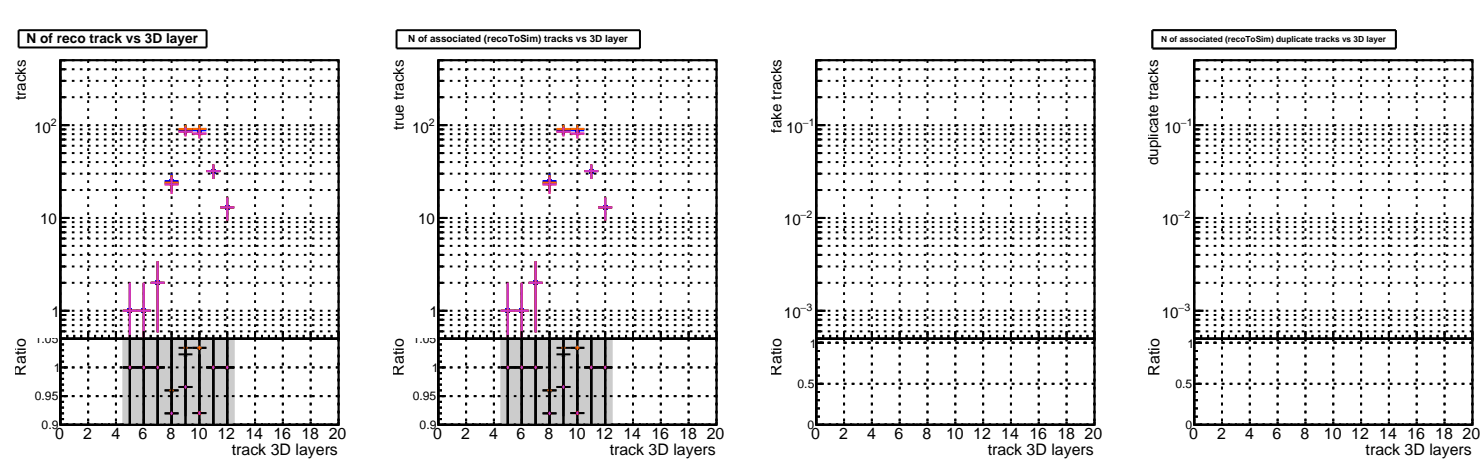 N of reco track vs 3D layer
tracks
10²
10
1
Ratio
1.05
1
0.95
0.9
0 2 4 6 8 10 12 14 16 18 20
track 3D layers
N of associated (recoToSim) tracks vs 3D layer
true tracks
10²
10
1
Ratio
1.05
1
0.95
0.9
0 2 4 6 8 10 12 14 16 18 20
track 3D layers
fake tracks
10⁻¹
10⁻²
10⁻³
Ratio
1
0.5
0
0 2 4 6 8 10 12 14 16 18 20
track 3D layers
N of associated (recoToSim) duplicate tracks vs 3D layer
duplicate tracks
10⁻¹
10⁻²
10⁻³
Ratio
1
0.5
0
0 2 4 6 8 10 12 14 16 18 20
track 3D layers